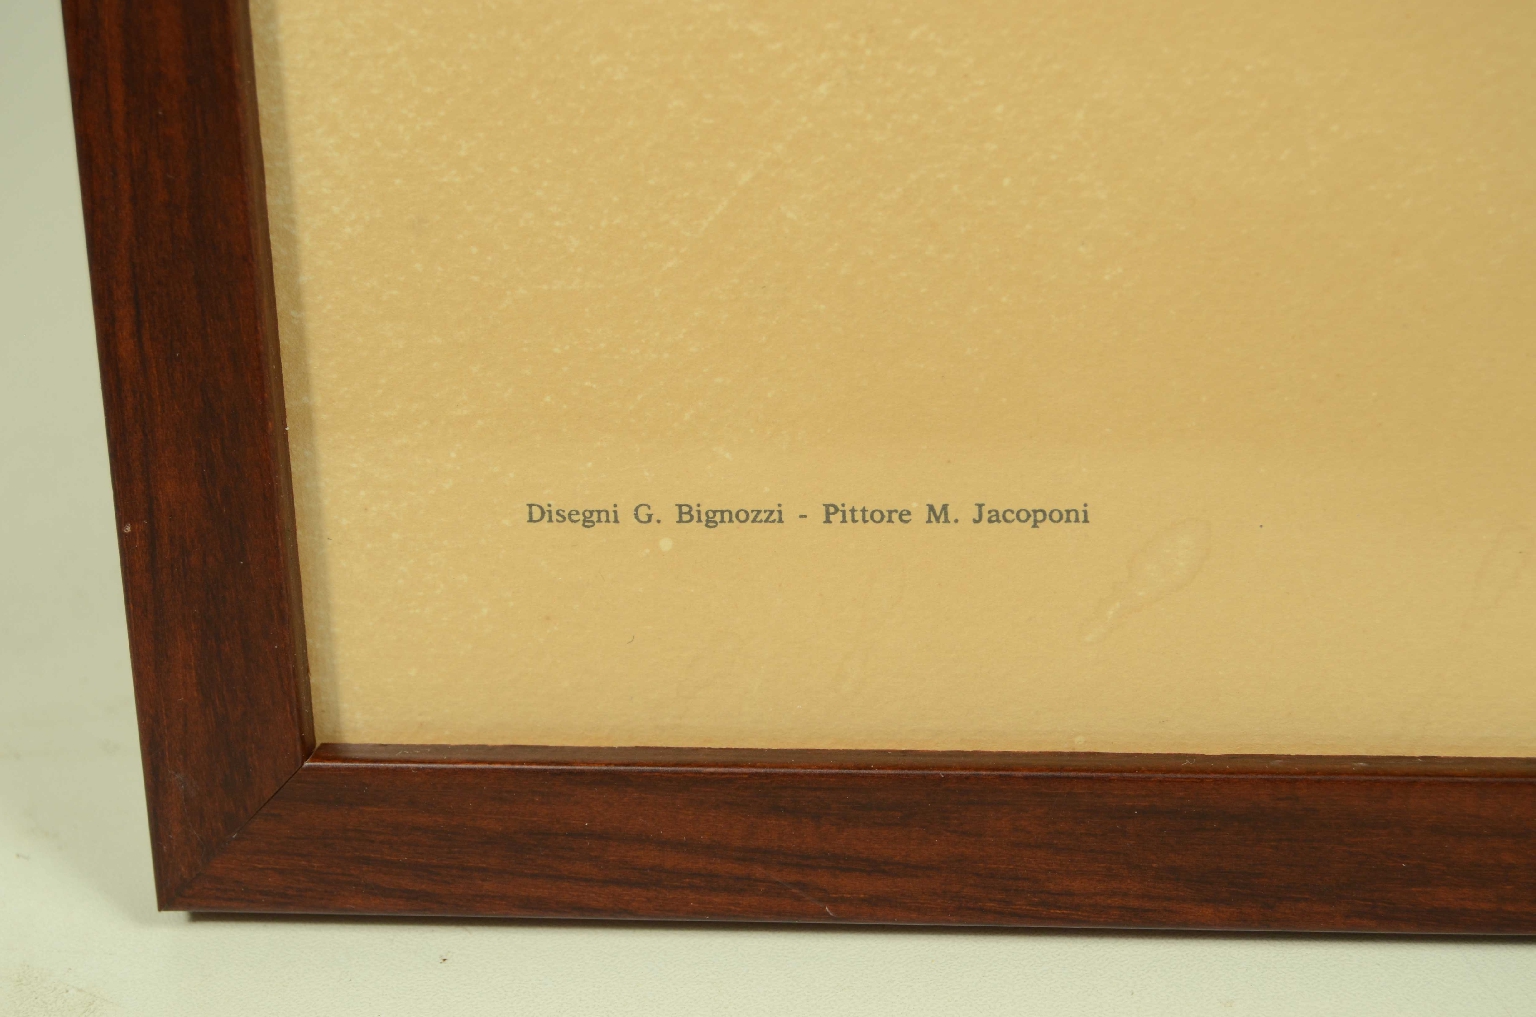 Disegni G. Bignozzi - Pittore M. Jacoponi